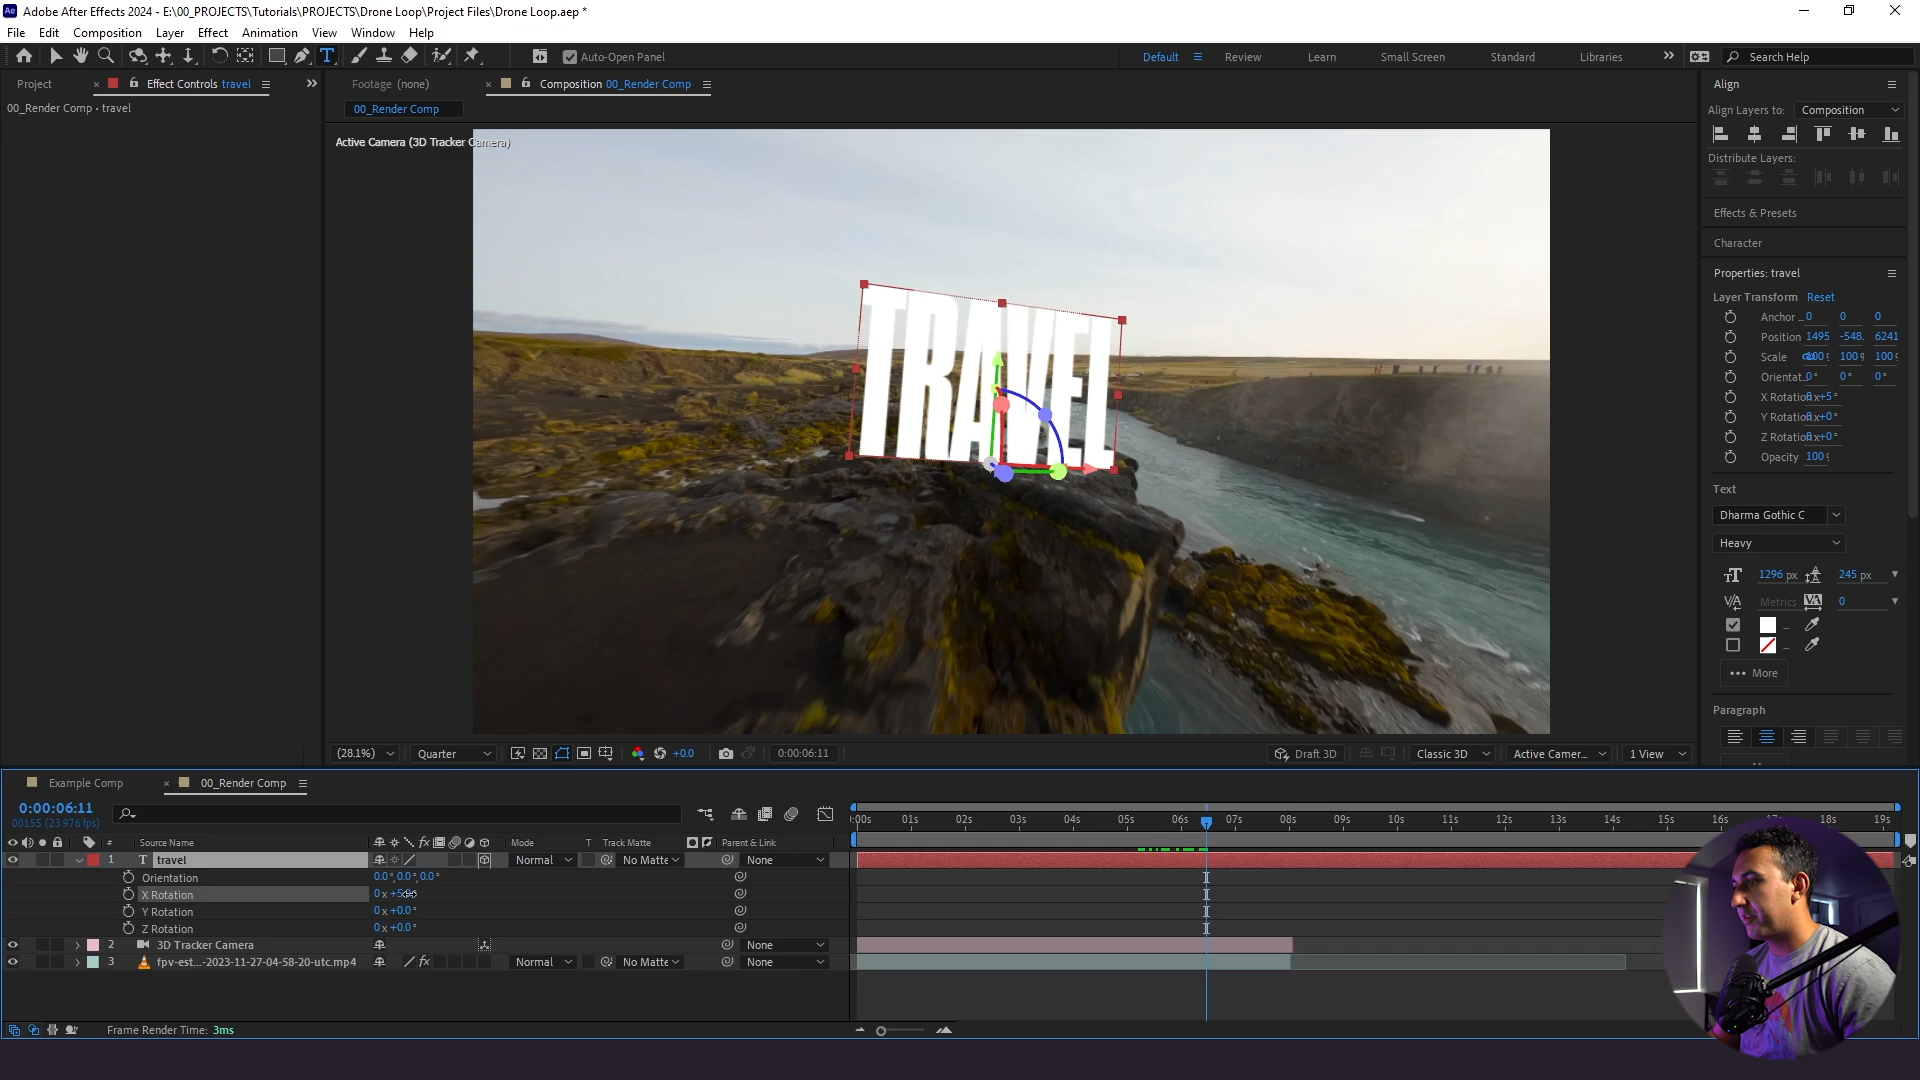 Adobe After Effects 2024 - E:\00_PROJECTS\Tutorials\PROJECTS\Drone Loop\Project Files\Drone Loop.aep *
File Edit Composition Layer Effect Animation View Window Help
Auto-Open Panel Default Review Learn Small Screen Standard Libraries Search Help
Project Effect Controls travel
00_Render Comp • travel
Footage (none) Composition 00_Render Comp
00_Render Comp
Active Camera (3D Tracker Camera)
TRAVEL
(28.1%) Quarter +0.0 0:00:06:11 Draft 3D Classic 3D Active Camer... 1 View
Align
Align Layers to: Composition
Distribute Layers:
Effects & Presets
Character
Properties: travel
Layer Transform Reset
Anchor .. 0 0 0
Position 1495 -548. 6241
Scale 100 100 100
Orientat.. 0° 0° 0°
X Rotation 0x+5°
Y Rotation 0x+0°
Z Rotation 0x+0°
Opacity 100
Text
Dharma Gothic C
Heavy
1296 px 245 px
Metrics 0
More
Paragraph
Example Comp 00_Render Comp
0:00:06:11
00155 (23.976 fps)
:00s 01s 02s 03s 04s 05s 06s 07s 08s 09s 10s 11s 12s 13s 14s 15s 16s 18s 19s
# Source Name Mode T Track Matte Parent & Link
1 T travel Normal No Matte None
Orientation 0.0°,0.0°,0.0°
X Rotation
Y Rotation 0 x +0.0°
Z Rotation 0 x +0.0°
2 3D Tracker Camera None
3 fpv-est...-2023-11-27-04-58-20-utc.mp4 Normal No Matte None
Frame Render Time: 3ms